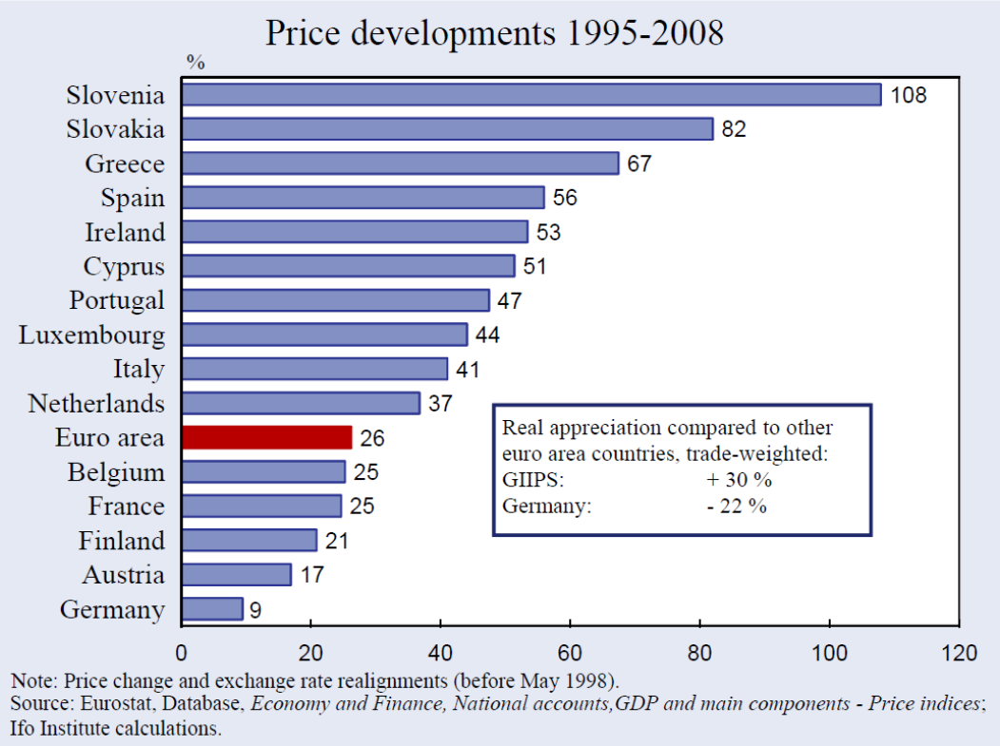 Price developments 1995-2008
%
Slovenia 108
Slovakia 82
Greece 67
Spain 56
Ireland 53
Cyprus 51
Portugal 47
Luxembourg 44
Italy 41
Netherlands 37
Euro area 26
Belgium 25
France 25
Finland 21
Austria 17
Germany 9
Real appreciation compared to other
euro area countries, trade-weighted:
GIIPS: + 30 %
Germany: - 22 %
0 20 40 60 80 100 120
Note: Price change and exchange rate realignments (before May 1998).
Source: Eurostat, Database, Economy and Finance, National accounts,GDP and main components - Price indices;
Ifo Institute calculations.